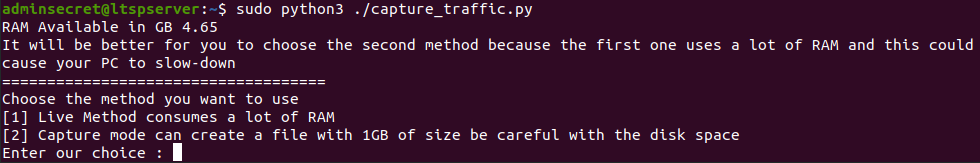 adminsecret@ltspserver:~$ sudo python3 ./capture_traffic.py
RAM Available in GB 4.65
It will be better for you to choose the second method because the first one uses a lot of RAM and this could
cause your PC to slow-down
====================================
Choose the method you want to use
[1] Live Method consumes a lot of RAM
[2] Capture mode can create a file with 1GB of size be careful with the disk space
Enter our choice :